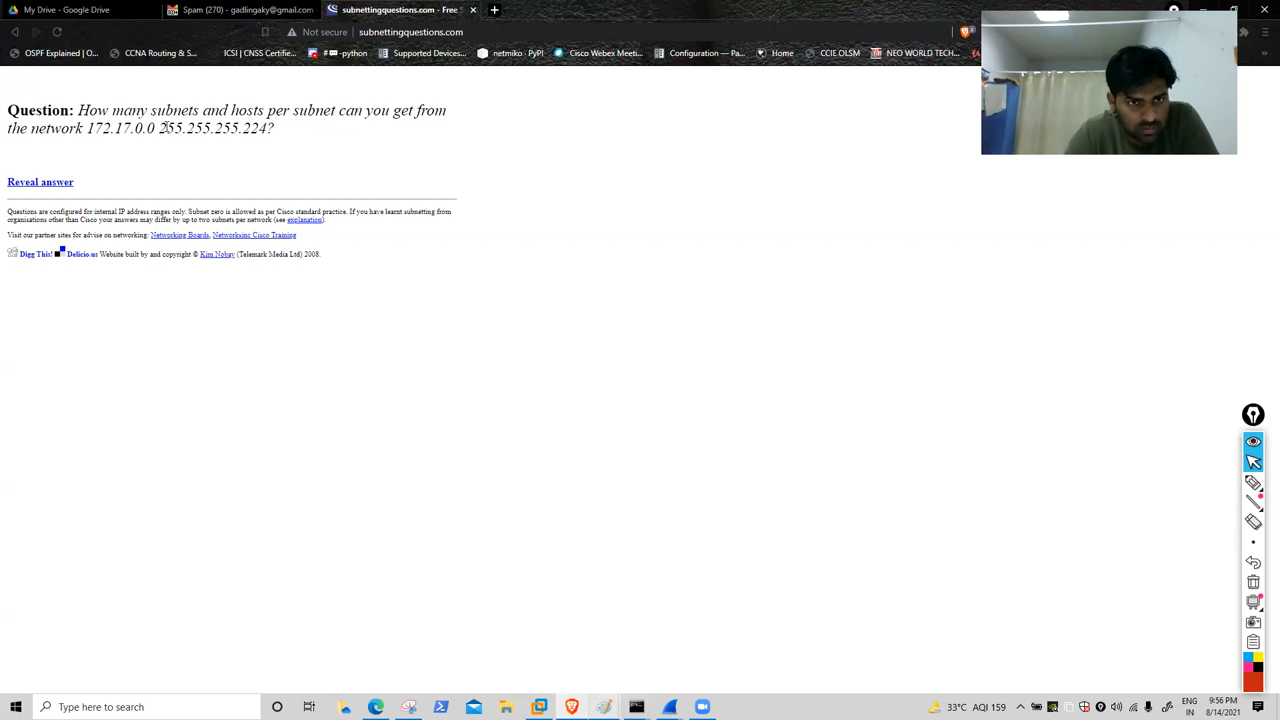 My Drive - Google Drive
Spam (270) - gadlingaky@gmail.com
subnettingquestions.com - Free S
Not secure
subnettingquestions.com
OSPF Explained | O...
CCNA Routing & S...
ICSI | CNSS Certifie...
-python
Supported Devices...
netmiko · PyPI
Cisco Webex Meeti...
Configuration — Pa...
Home
CCIE OLSM
NEO WORLD TECH...
Question: How many subnets and hosts per subnet can you get from
the network 172.17.0.0 255.255.255.224?
Reveal answer
Questions are configured for internal IP address ranges only. Subnet zero is allowed as per Cisco standard practice. If you have learnt subnetting from
organisations other than Cisco your answers may differ by up to two subnets per network (see explanation).
Visit our partner sites for advise on networking: Networking Boards, Networksinc Cisco Training
Digg This! Delicio.us Website built by and copyright © Kim Nobay (Telemark Media Ltd) 2008.
Type here to search
33°C AQI 159
ENG
IN
9:56 PM
8/14/2021